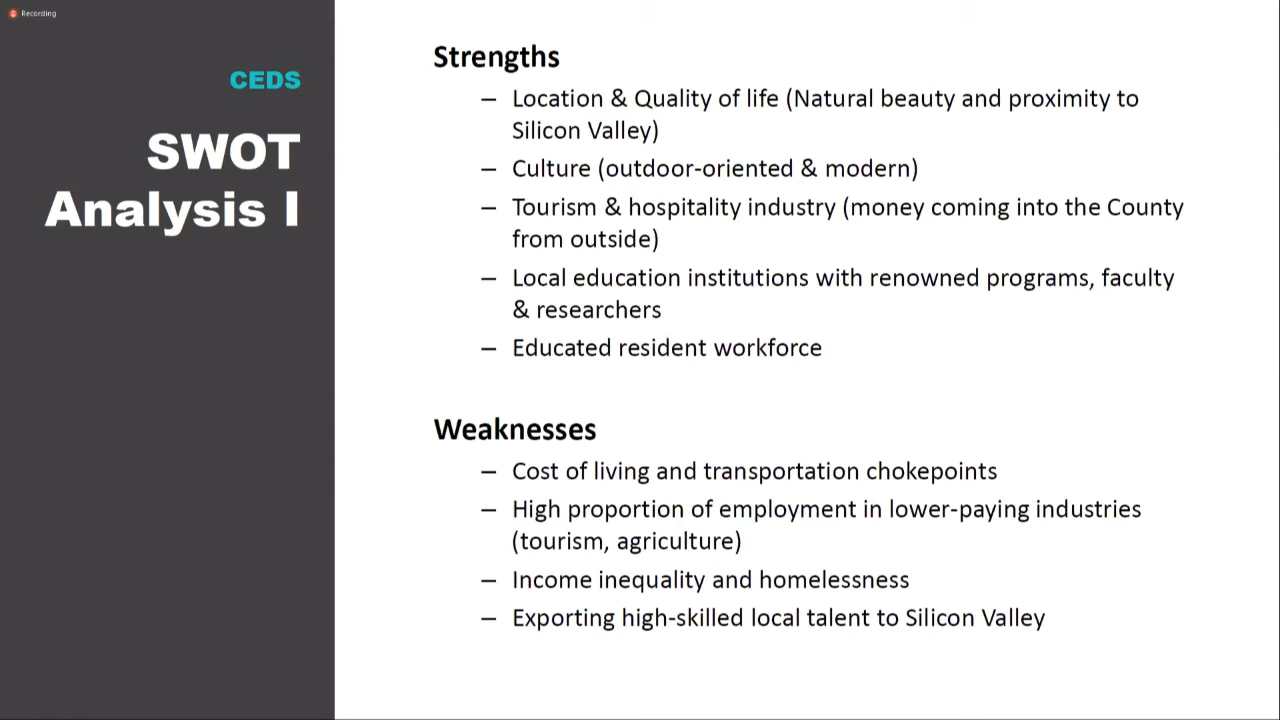 Recording
CEDS
SWOT
Analysis I
Strengths
– Location & Quality of life (Natural beauty and proximity to
Silicon Valley)
– Culture (outdoor-oriented & modern)
– Tourism & hospitality industry (money coming into the County
from outside)
– Local education institutions with renowned programs, faculty
& researchers
– Educated resident workforce
Weaknesses
– Cost of living and transportation chokepoints
– High proportion of employment in lower-paying industries
(tourism, agriculture)
– Income inequality and homelessness
– Exporting high-skilled local talent to Silicon Valley